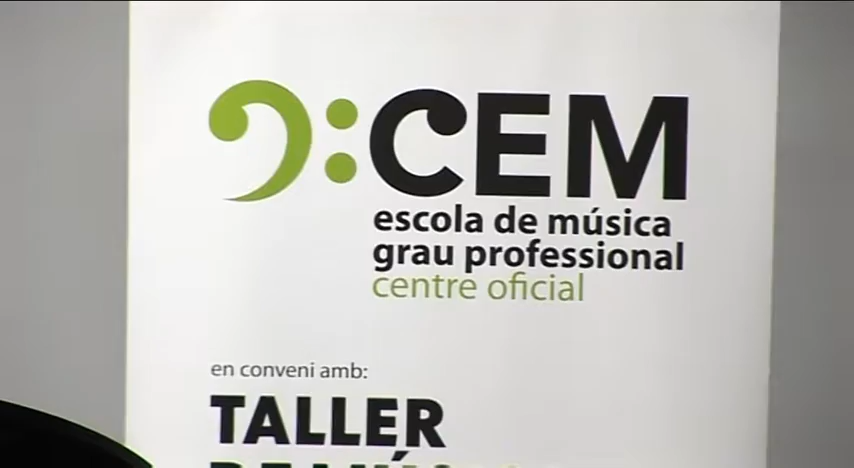 CEM
escola de música
grau professional
centre oficial
en conveni amb:
TALLER